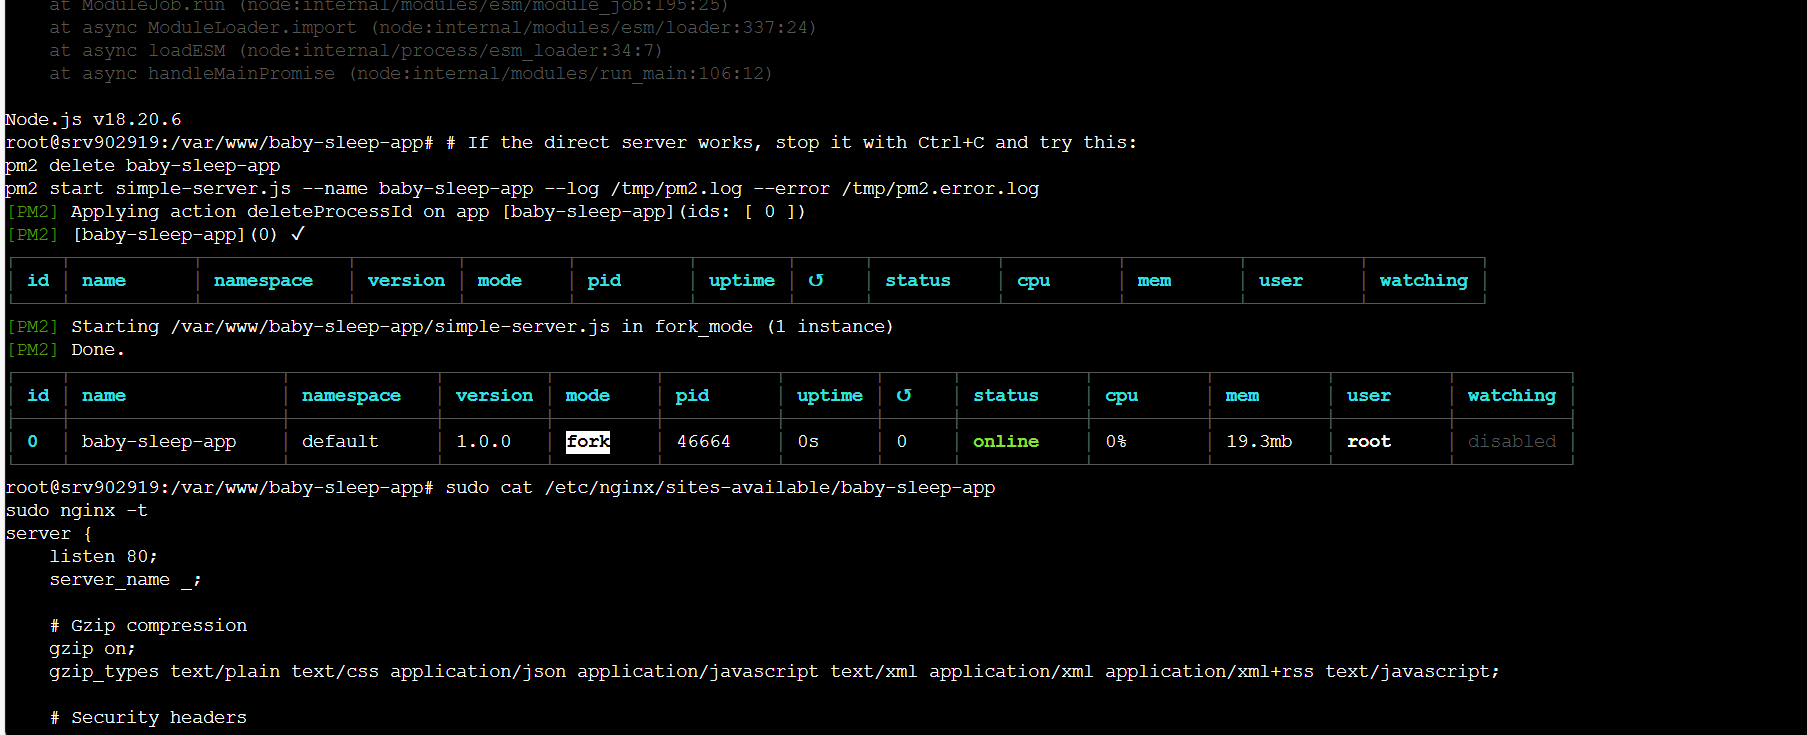 at ModuleJob.run (node:internal/modules/esm/module_job:195:25)
at async ModuleLoader.import (node:internal/modules/esm/loader:337:24)
at async loadESM (node:internal/process/esm_loader:34:7)
at async handleMainPromise (node:internal/modules/run_main:106:12)
Node.js v18.20.6
root@srv902919:/var/www/baby-sleep-app# # If the direct server works, stop it with Ctrl+C and try this:
pm2 delete baby-sleep-app
pm2 start simple-server.js --name baby-sleep-app --log /tmp/pm2.log --error /tmp/pm2.error.log
[PM2] Applying action deleteProcessId on app [baby-sleep-app](ids: [ 0 ])
[PM2] [baby-sleep-app](0) ✓
id name namespace version mode pid uptime ↺ status cpu mem user watching
[PM2] Starting /var/www/baby-sleep-app/simple-server.js in fork_mode (1 instance)
[PM2] Done.
id name namespace version mode pid uptime ↺ status cpu mem user watching
0 baby-sleep-app default 1.0.0 fork 46664 0s 0 online 0% 19.3mb root disabled
root@srv902919:/var/www/baby-sleep-app# sudo cat /etc/nginx/sites-available/baby-sleep-app
sudo nginx -t
server {
listen 80;
server_name _;
# Gzip compression
gzip on;
gzip_types text/plain text/css application/json application/javascript text/xml application/xml application/xml+rss text/javascript;
# Security headers